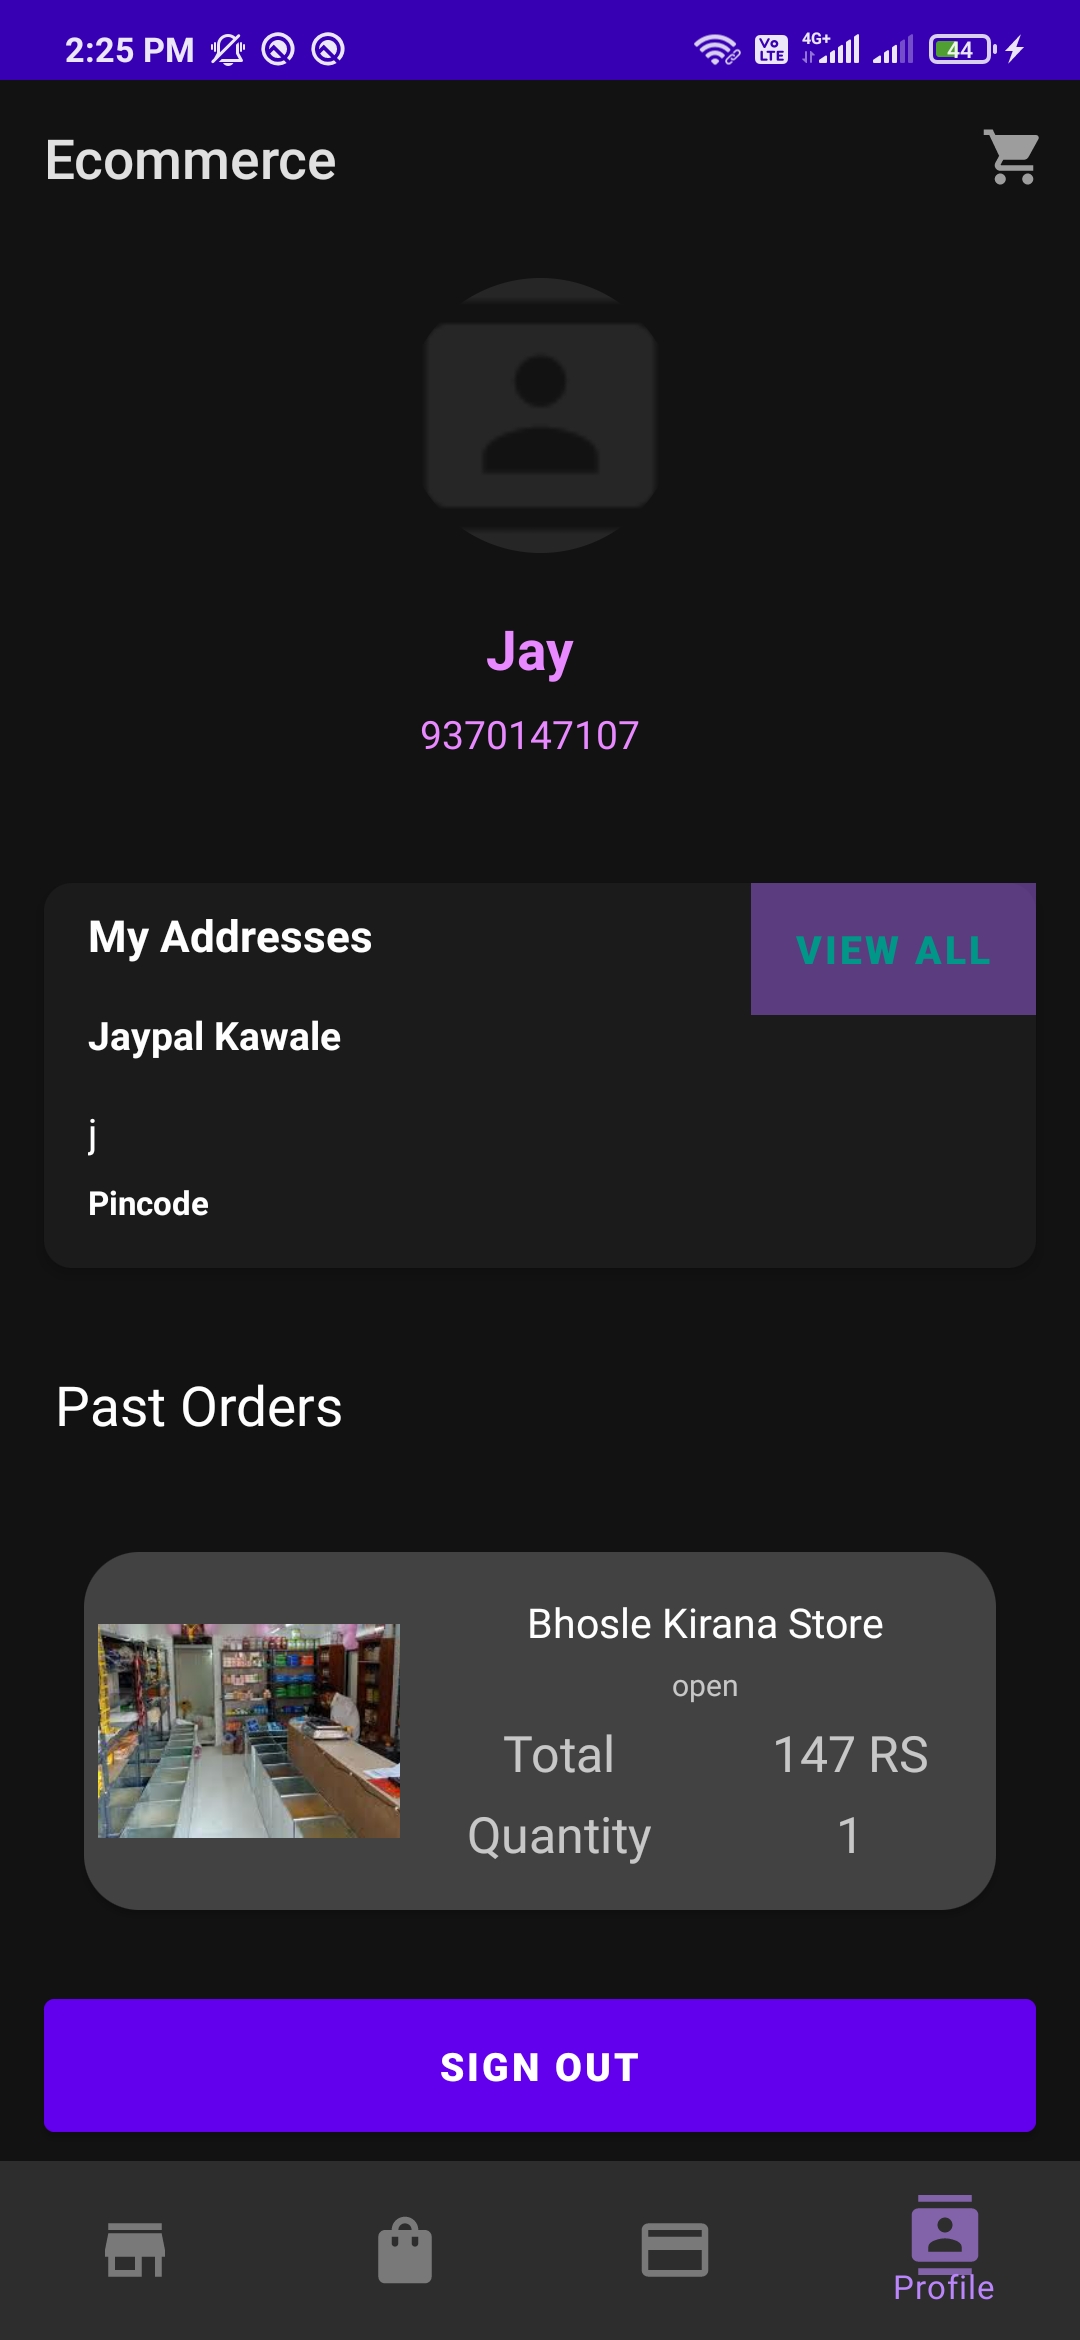 2:25 PM
Vo LTE
4G+
44
Ecommerce
Jay
9370147107
My Addresses
VIEW ALL
Jaypal Kawale
j
Pincode
Past Orders
Bhosle Kirana Store
open
Total 147 RS
Quantity 1
SIGN OUT
Profile